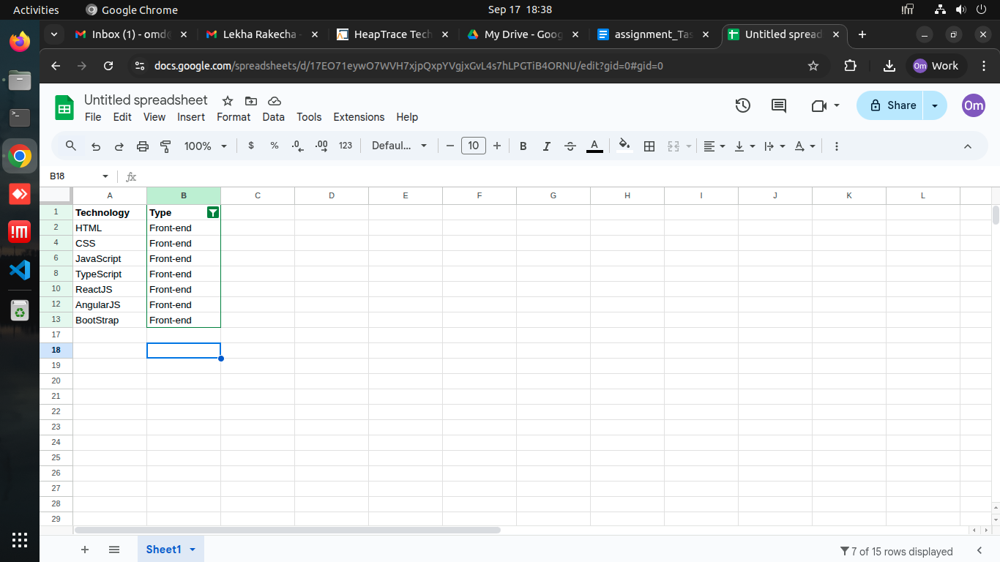 Activities Google Chrome Sep 17 18:38
Inbox (1) - omd Lekha Rakecha - HeapTrace Tech My Drive - Goog assignment_Tas Untitled spread
docs.google.com/spreadsheets/d/17EO71eywO7WVH7xjpQxpYVgjxGvL4s7hLPGTiB4ORNU/edit?gid=0#gid=0 Om Work
Untitled spreadsheet
File Edit View Insert Format Data Tools Extensions Help Share Om
100% $ % .0 .00 123 Defaul... 10 B I S A A
B18 fx
A B C D E F G H I J K L
1 Technology Type
2 HTML Front-end
4 CSS Front-end
6 JavaScript Front-end
8 TypeScript Front-end
10 ReactJS Front-end
12 AngularJS Front-end
13 BootStrap Front-end
17
18
19
20
21
22
23
24
25
26
27
28
29
Sheet1 7 of 15 rows displayed